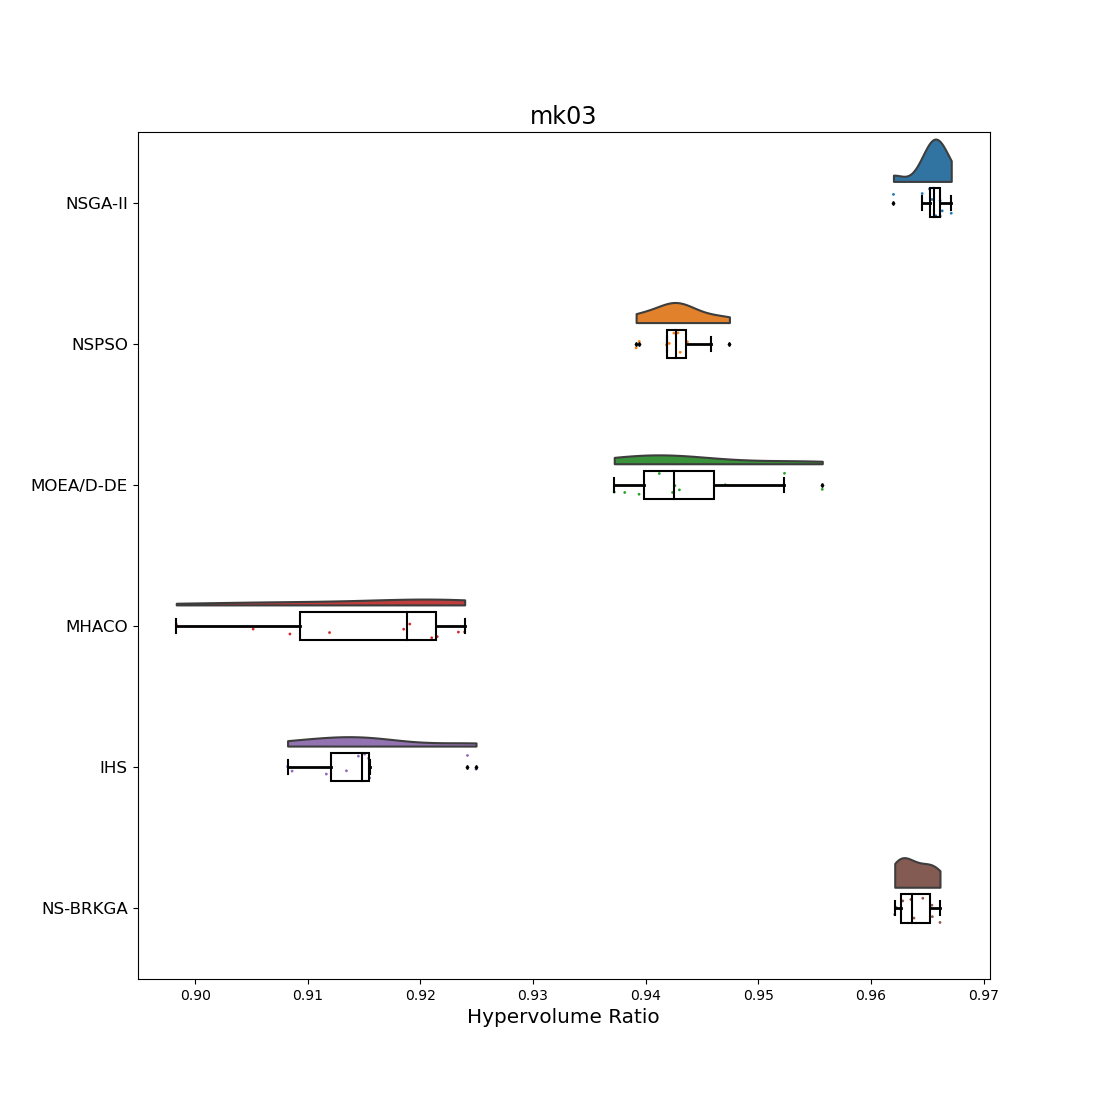 mk03
NSGA-II
NSPSO
MOEA/D-DE
MHACO
IHS
NS-BRKGA
0.90 0.91 0.92 0.93 0.94 0.95 0.96 0.97
Hypervolume Ratio